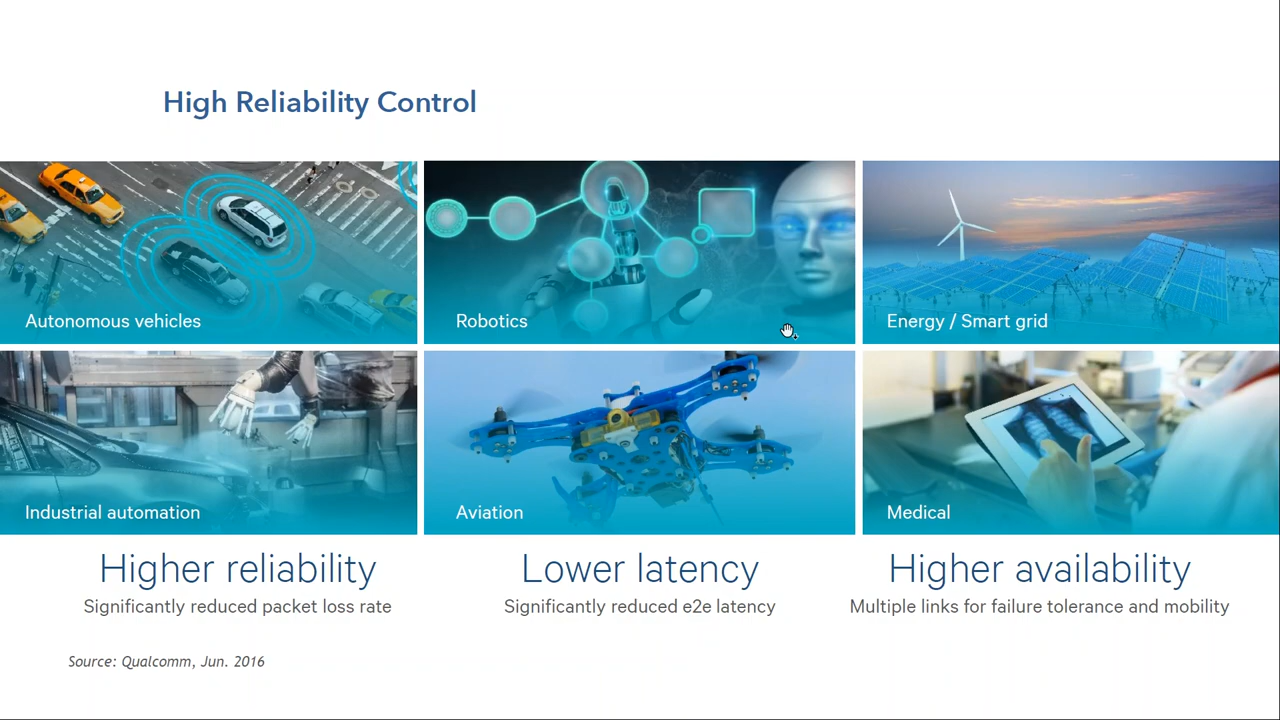 High Reliability Control
Autonomous vehicles
Robotics
Energy / Smart grid
Industrial automation
Aviation
Medical
Higher reliability
Significantly reduced packet loss rate
Lower latency
Significantly reduced e2e latency
Higher availability
Multiple links for failure tolerance and mobility
Source: Qualcomm, Jun. 2016